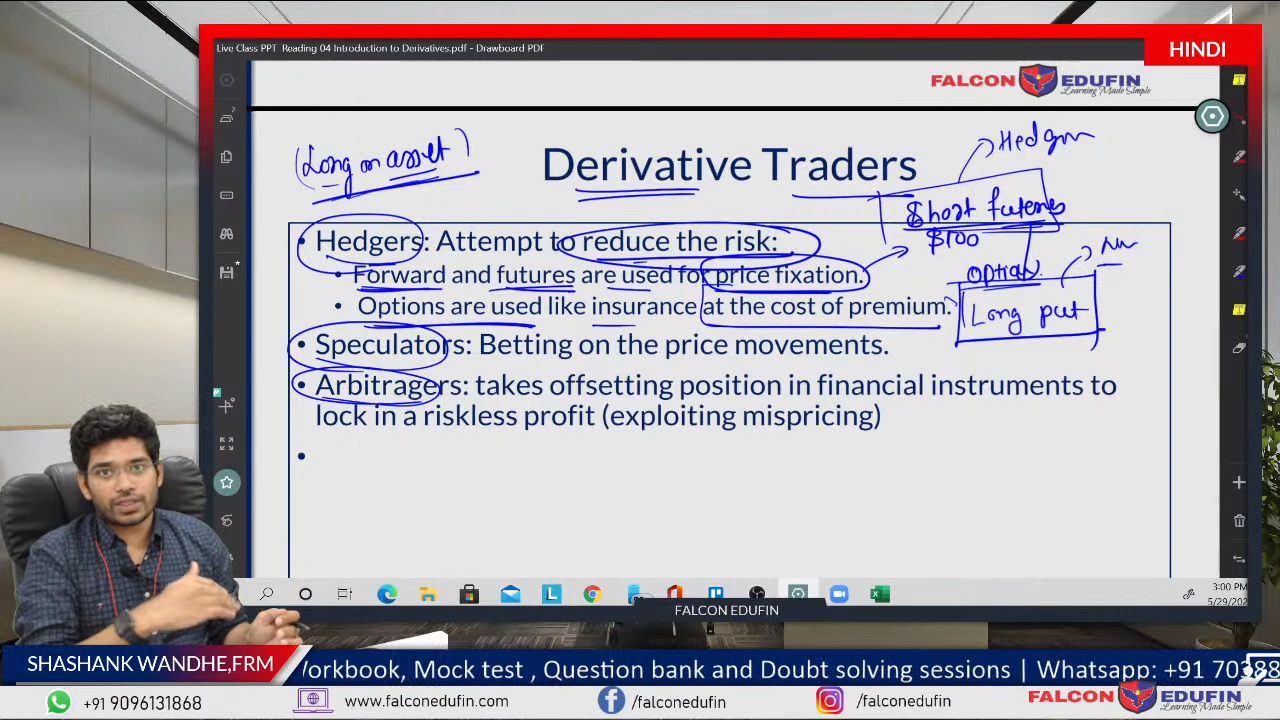 Live Class PPT Reading 04 Introduction to Derivatives.pdf - Drawboard PDF
HINDI
FALCON EDUFIN
Learning Made Simple
(Long on asset)
Derivative Traders
Short futures
$100
option
Long put
• Hedgers: Attempt to reduce the risk:
• Forward and futures are used for price fixation.
• Options are used like insurance at the cost of premium.
• Speculators: Betting on the price movements.
• Arbitragers: takes offsetting position in financial instruments to
lock in a riskless profit (exploiting mispricing)
•
3:00 PM
5/29/20
FALCON EDUFIN
SHASHANK WANDHE,FRM
Workbook, Mock test , Question bank and Doubt solving sessions | Whatsapp: +91 70388
+91 9096131868
www.falconedufin.com
/falconedufin
/falconedufin
FALCON EDUFIN
Learning Made Simple